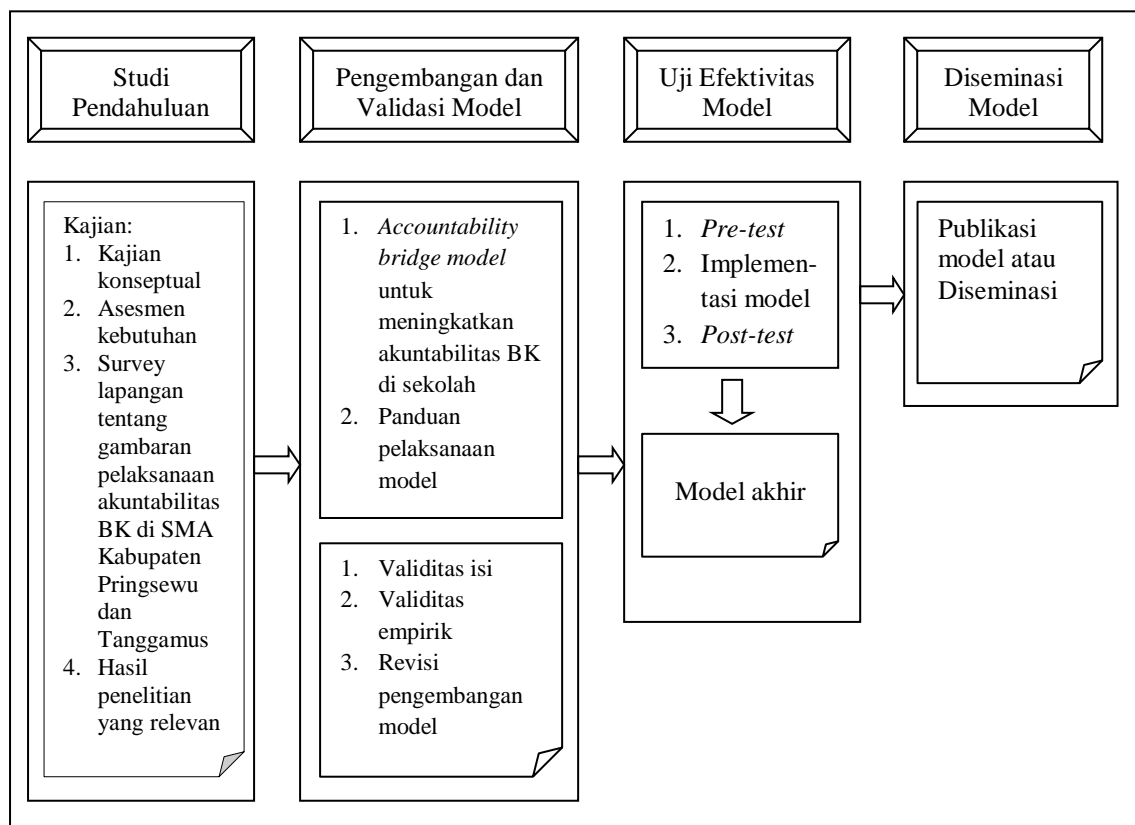 Studi
Pendahuluan
Pengembangan dan
Validasi Model
Uji Efektivitas
Model
Diseminasi
Model
Kajian:
1. Kajian
konseptual
2. Asesmen
kebutuhan
3. Survey
lapangan
tentang
gambaran
pelaksanaan
akuntabilitas
BK di SMA
Kabupaten
Pringsewu
dan
Tanggamus
4. Hasil
penelitian
yang relevan
1. Accountability
bridge model
untuk
meningkatkan
akuntabilitas BK
di sekolah
2. Panduan
pelaksanaan
model
1. Validitas isi
2. Validitas
empirik
3. Revisi
pengembangan
model
1. Pre-test
2. Implemen-
tasi model
3. Post-test
Model akhir
Publikasi
model atau
Diseminasi